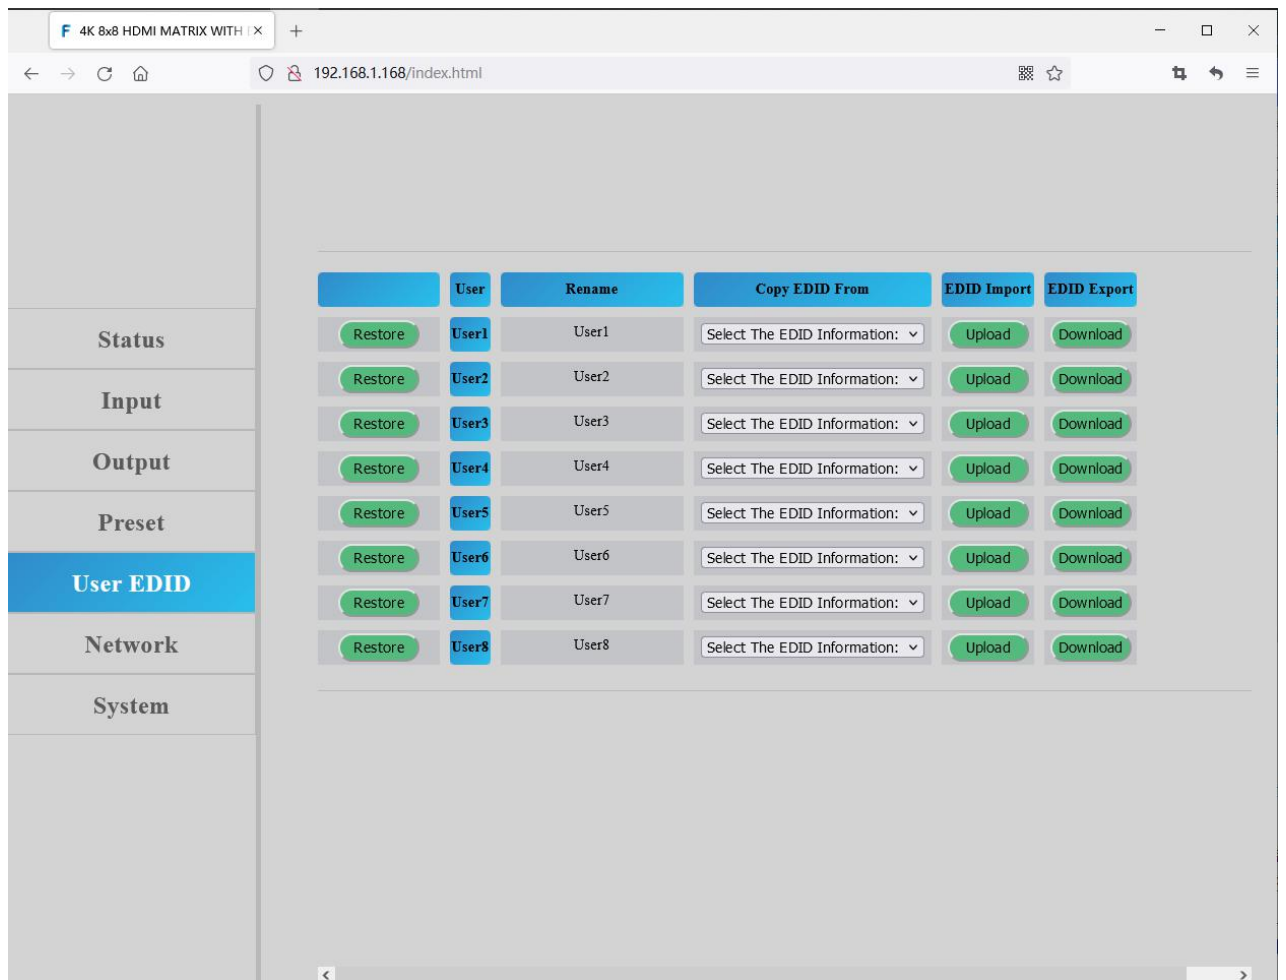 F 4K 8x8 HDMI MATRIX WITH
192.168.1.168/index.html
Status
Input
Output
Preset
User EDID
Network
System
User Rename Copy EDID From EDID Import EDID Export
Restore User1 User1 Select The EDID Information: Upload Download
Restore User2 User2 Select The EDID Information: Upload Download
Restore User3 User3 Select The EDID Information: Upload Download
Restore User4 User4 Select The EDID Information: Upload Download
Restore User5 User5 Select The EDID Information: Upload Download
Restore User6 User6 Select The EDID Information: Upload Download
Restore User7 User7 Select The EDID Information: Upload Download
Restore User8 User8 Select The EDID Information: Upload Download